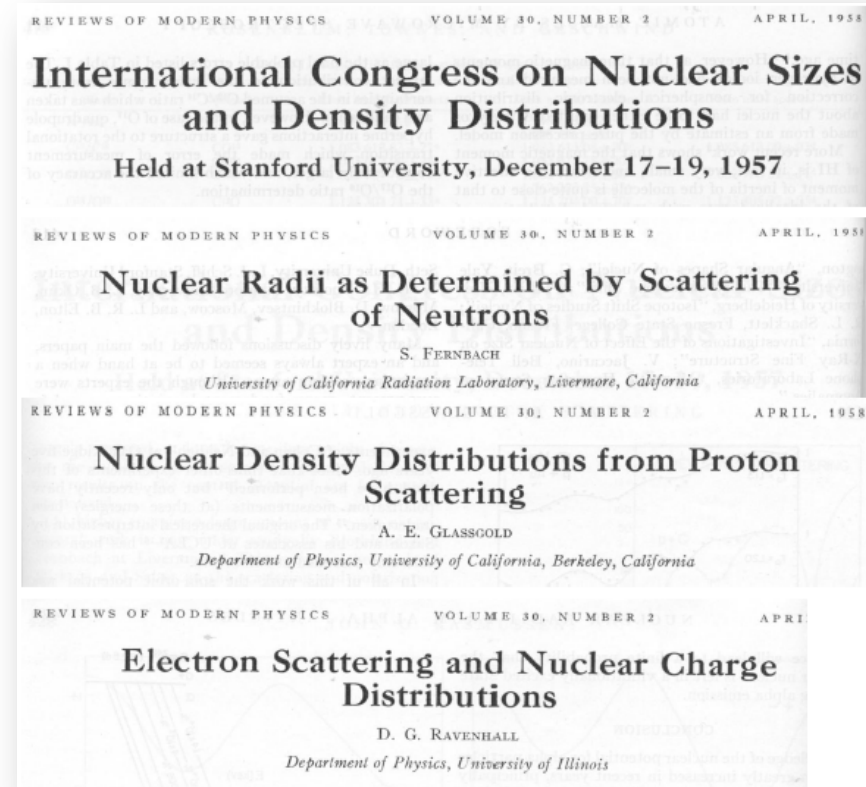 REVIEWS OF MODERN PHYSICS VOLUME 30, NUMBER 2 APRIL, 1958
International Congress on Nuclear Sizes
and Density Distributions
Held at Stanford University, December 17–19, 1957
REVIEWS OF MODERN PHYSICS VOLUME 30, NUMBER 2 APRIL, 195
Nuclear Radii as Determined by Scattering
of Neutrons
S. FERNBACH
University of California Radiation Laboratory, Livermore, California
REVIEWS OF MODERN PHYSICS VOLUME 30, NUMBER 2 APRIL, 1958
Nuclear Density Distributions from Proton
Scattering
A. E. GLASSGOLD
Department of Physics, University of California, Berkeley, California
REVIEWS OF MODERN PHYSICS VOLUME 30, NUMBER 2 APRI
Electron Scattering and Nuclear Charge
Distributions
D. G. RAVENHALL
Department of Physics, University of Illinois